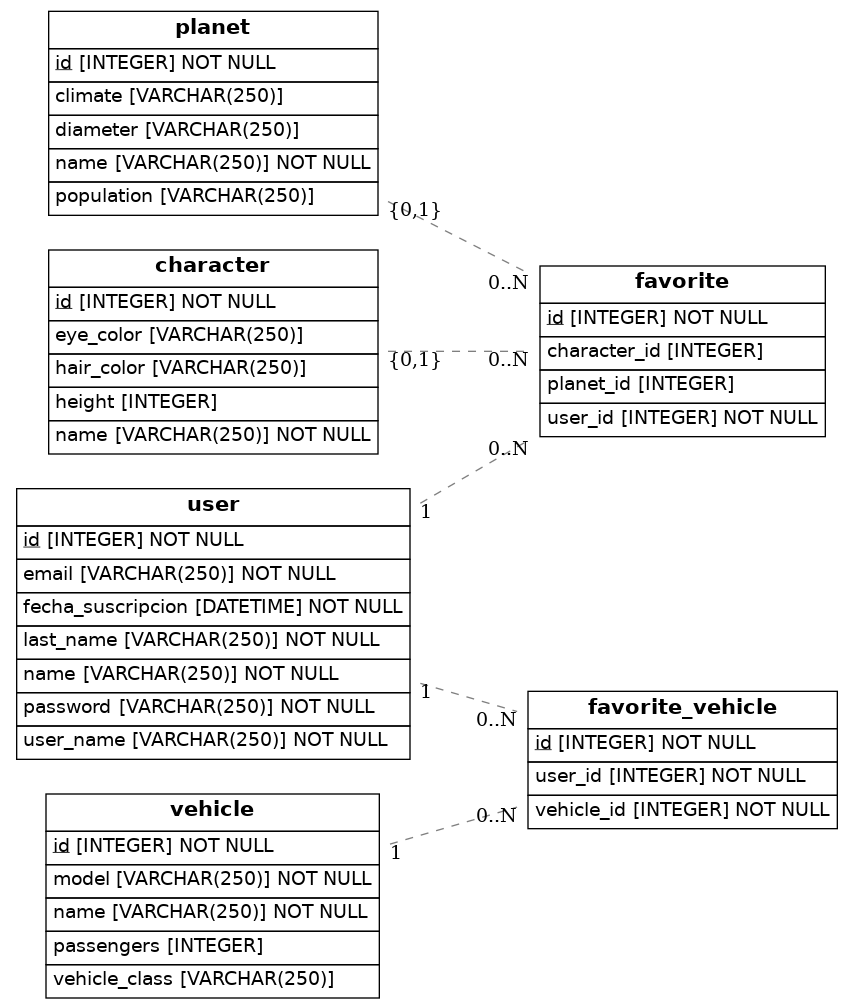 planet
id [INTEGER] NOT NULL
climate [VARCHAR(250)]
diameter [VARCHAR(250)]
name [VARCHAR(250)] NOT NULL
population [VARCHAR(250)]
{0,1}
0..N
character
id [INTEGER] NOT NULL
eye_color [VARCHAR(250)]
hair_color [VARCHAR(250)]
height [INTEGER]
name [VARCHAR(250)] NOT NULL
{0,1}
0..N
favorite
id [INTEGER] NOT NULL
character_id [INTEGER]
planet_id [INTEGER]
user_id [INTEGER] NOT NULL
0..N
1
user
id [INTEGER] NOT NULL
email [VARCHAR(250)] NOT NULL
fecha_suscripcion [DATETIME] NOT NULL
last_name [VARCHAR(250)] NOT NULL
name [VARCHAR(250)] NOT NULL
password [VARCHAR(250)] NOT NULL
user_name [VARCHAR(250)] NOT NULL
1
0..N
favorite_vehicle
id [INTEGER] NOT NULL
user_id [INTEGER] NOT NULL
vehicle_id [INTEGER] NOT NULL
0..N
1
vehicle
id [INTEGER] NOT NULL
model [VARCHAR(250)] NOT NULL
name [VARCHAR(250)] NOT NULL
passengers [INTEGER]
vehicle_class [VARCHAR(250)]